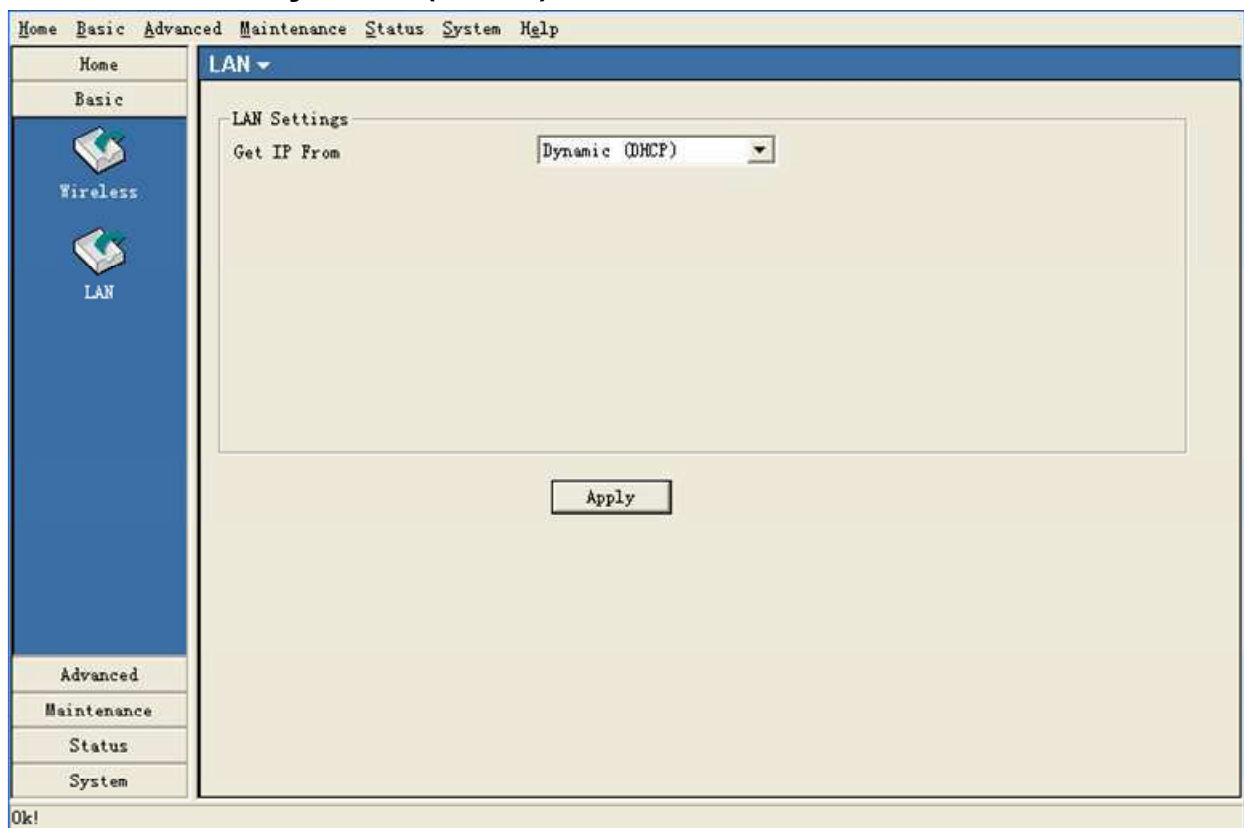 Home Basic Advanced Maintenance Status System Help
Home
Basic
Wireless
LAN
Advanced
Maintenance
Status
System
LAN
LAN Settings
Get IP From Dynamic (DHCP)
Apply
Ok!